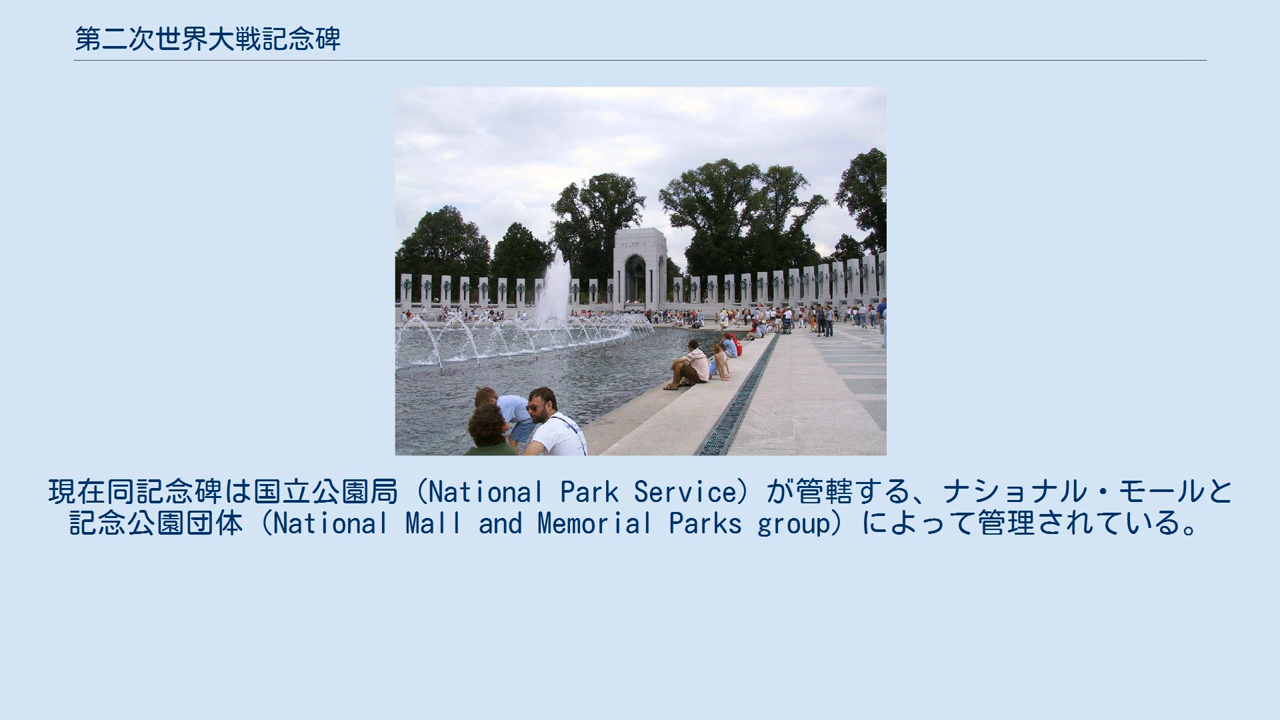 第二次世界大戦記念碑
現在同記念碑は国立公園局（National Park Service）が管轄する、ナショナル・モールと
記念公園団体（National Mall and Memorial Parks group）によって管理されている。